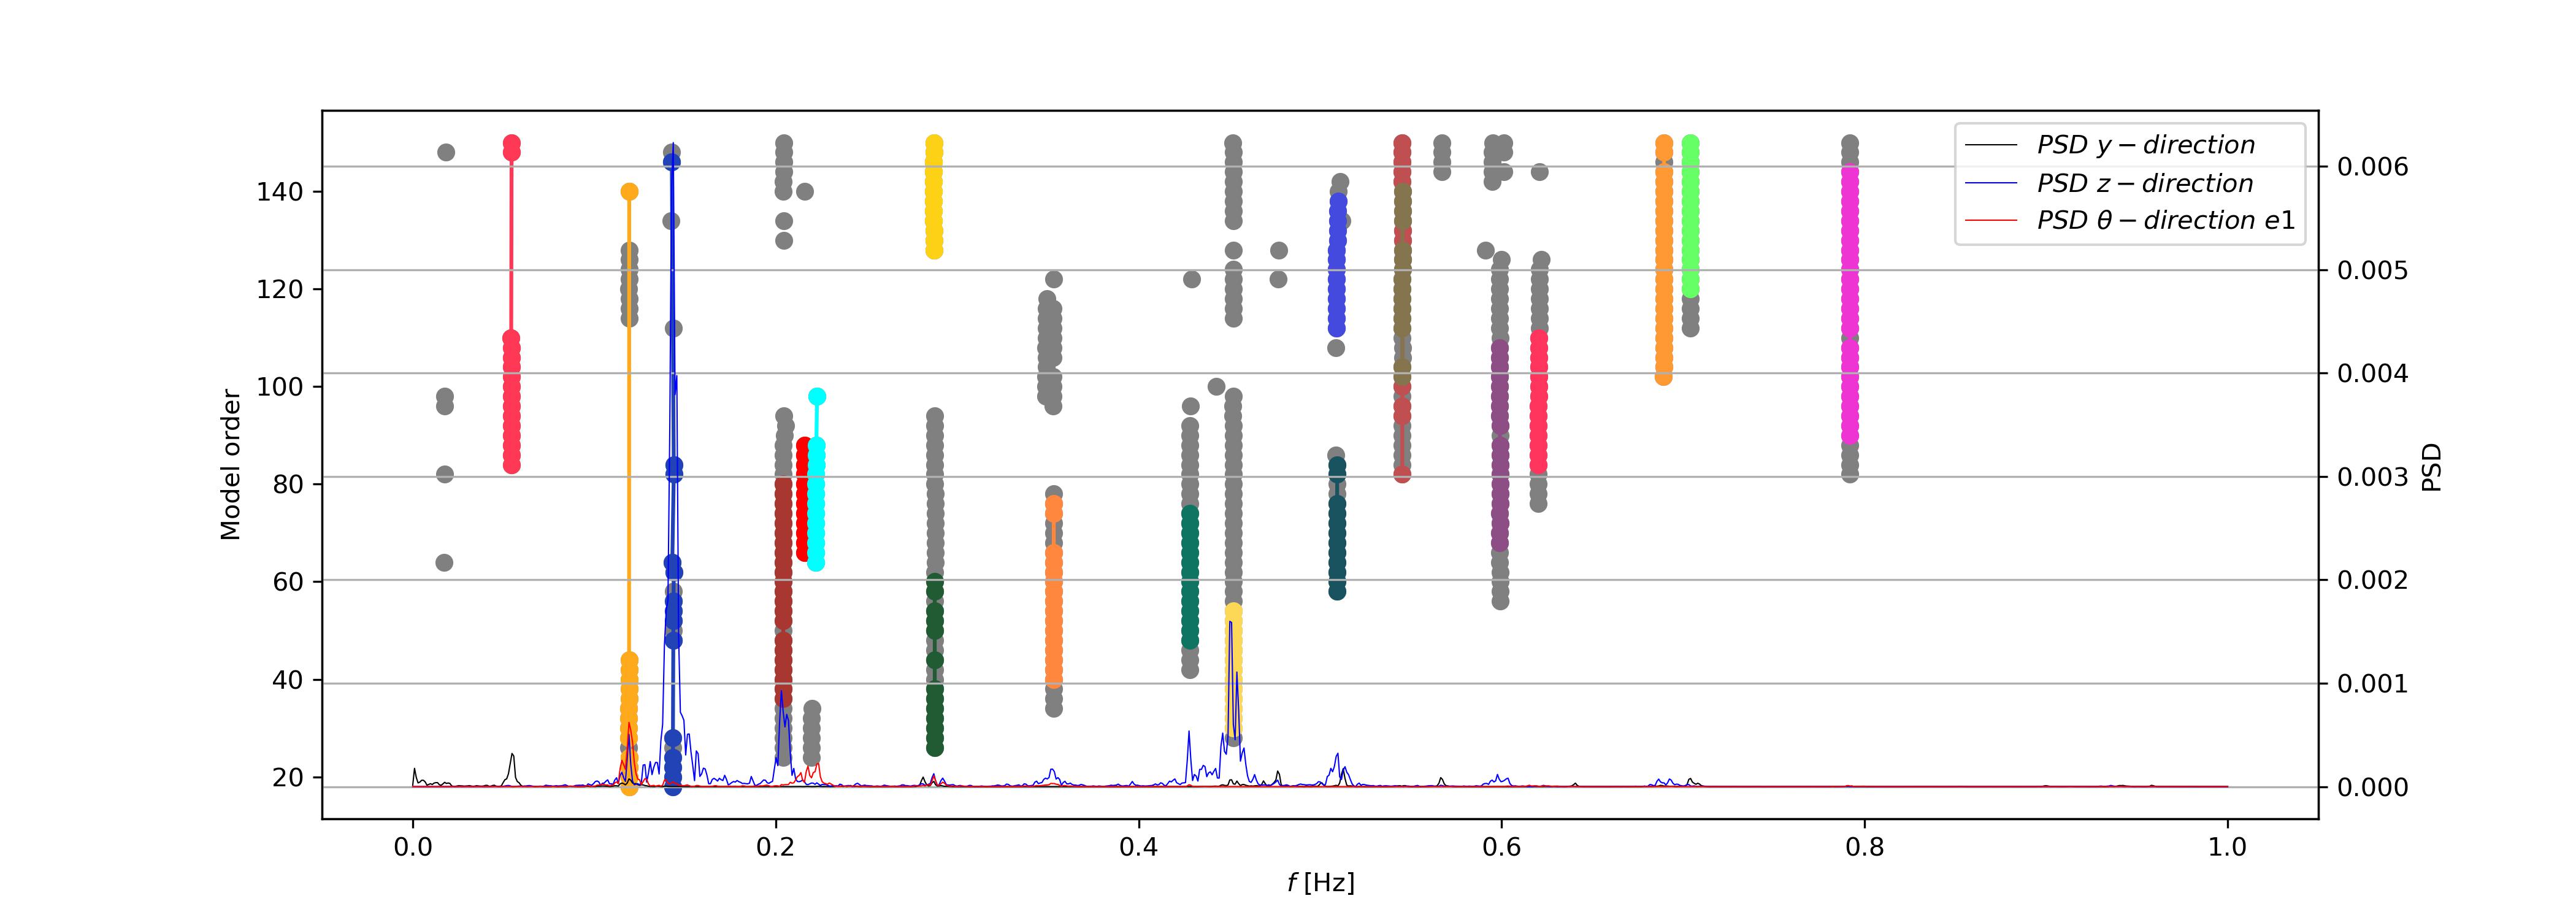 PSD y − direction
PSD z − direction
PSD θ − direction e1
Model order
140
120
100
80
60
40
20
0.006
0.005
0.004
0.003
0.002
0.001
0.000
PSD
0.0 0.2 0.4 0.6 0.8 1.0
f [Hz]